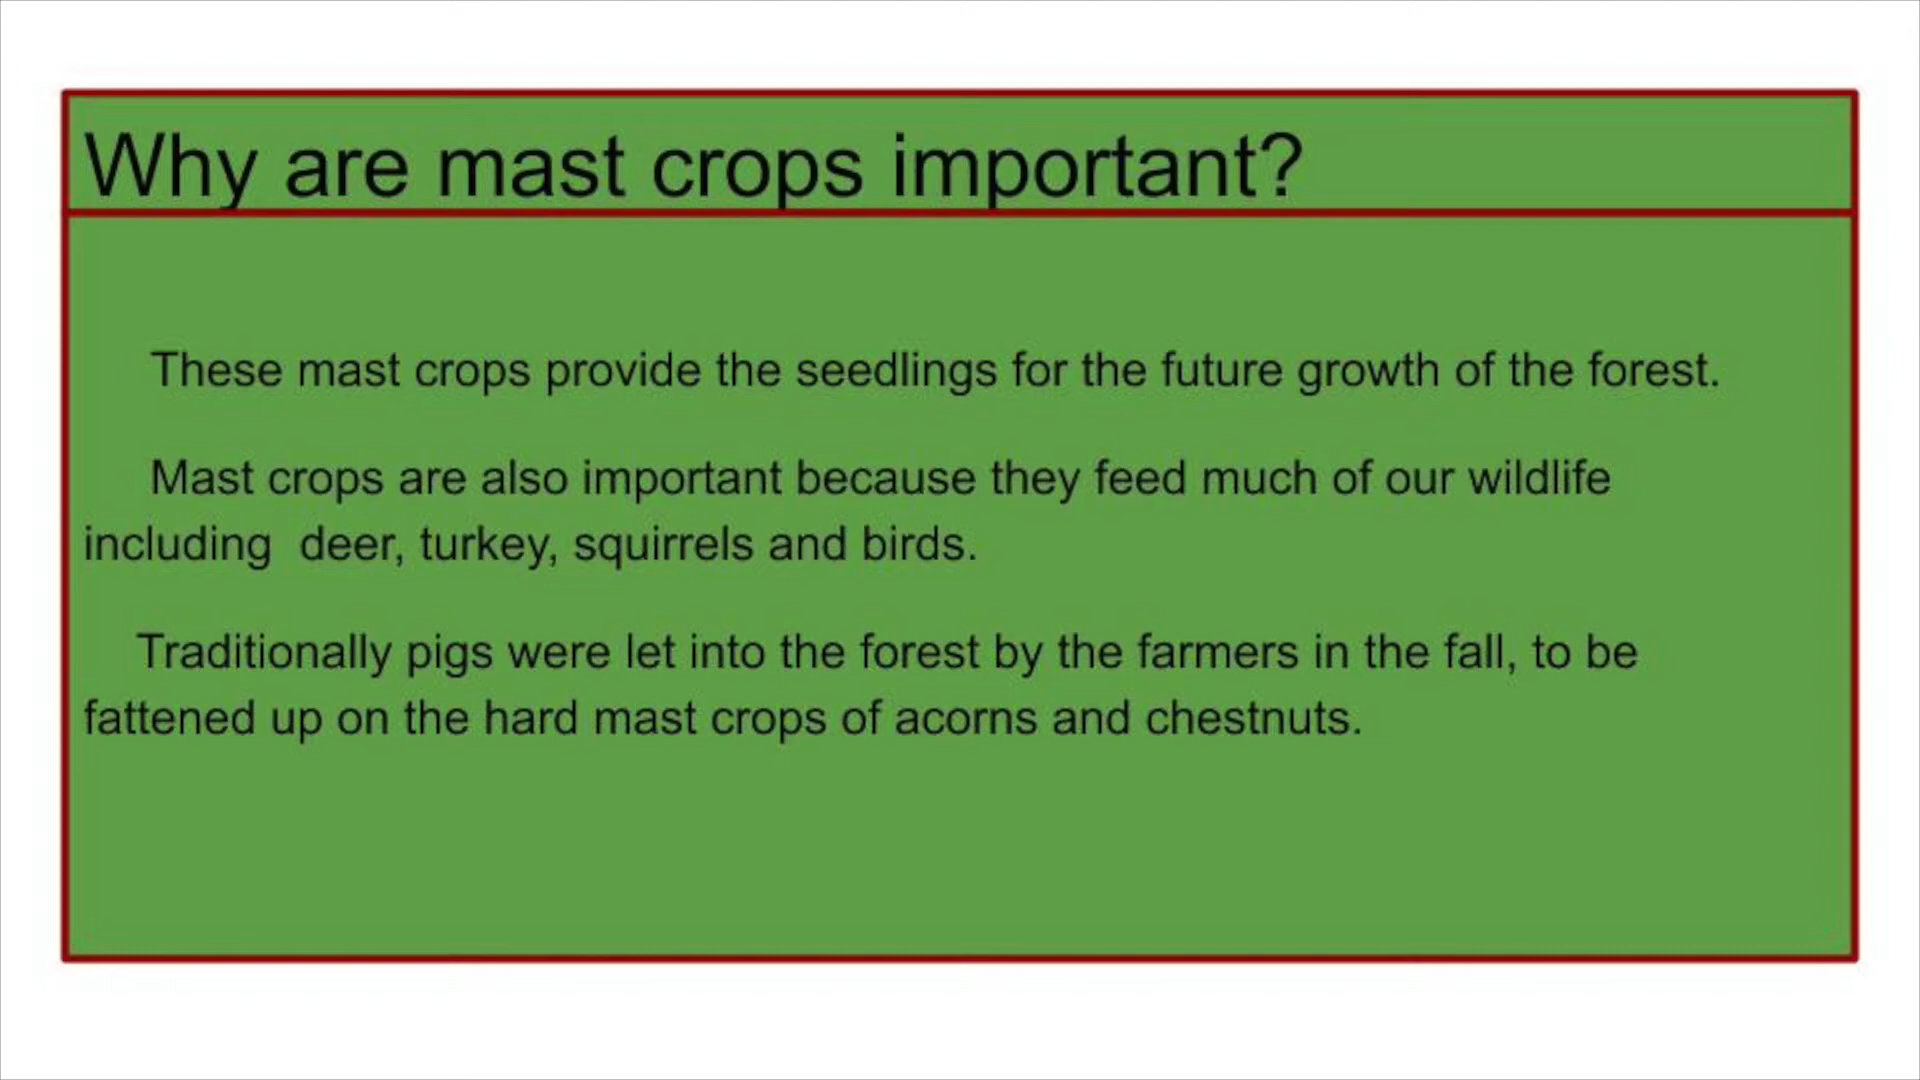 Why are mast crops important?
These mast crops provide the seedlings for the future growth of the forest.
Mast crops are also important because they feed much of our wildlife
including  deer, turkey, squirrels and birds.
Traditionally pigs were let into the forest by the farmers in the fall, to be
fattened up on the hard mast crops of acorns and chestnuts.